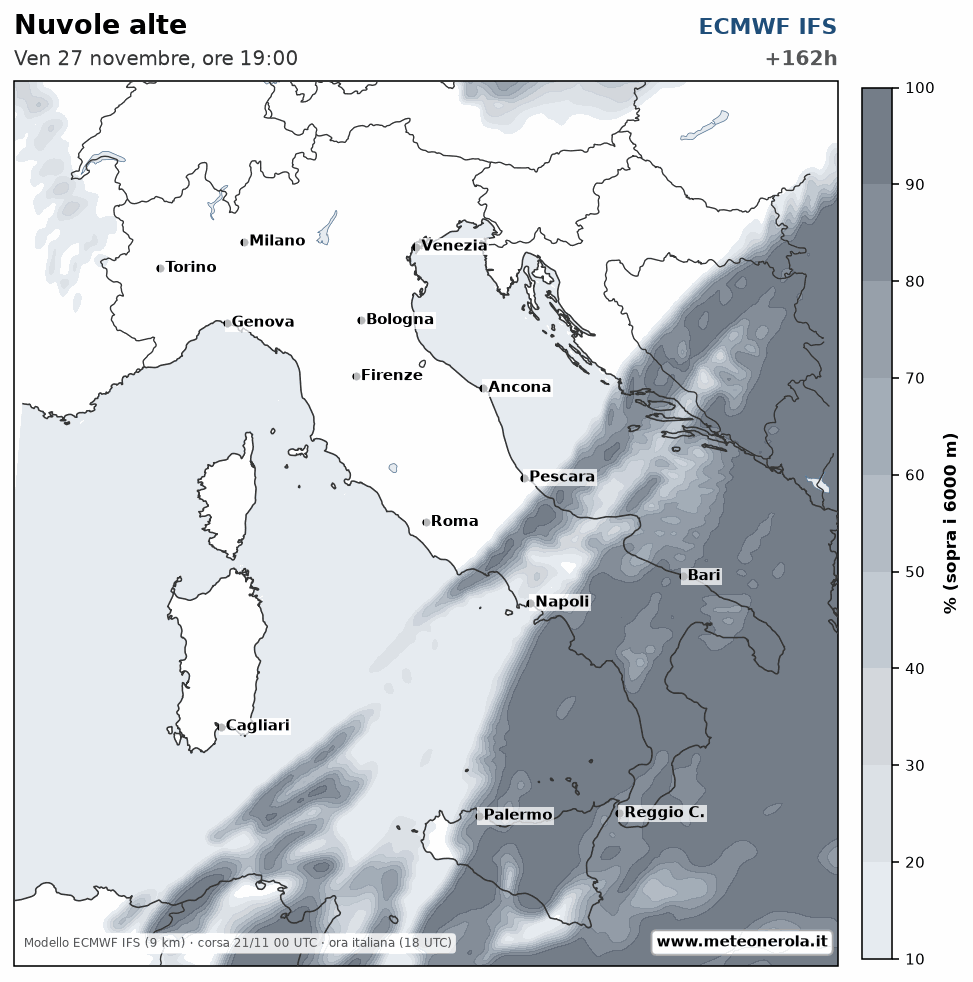 Nuvole alte
ECMWF IFS
Ven 27 novembre, ore 19:00
+162h
100
90
80
70
60
50
40
30
20
10
% (sopra i 6000 m)
Milano
Venezia
Torino
Genova
Bologna
Firenze
Ancona
Pescara
Roma
Bari
Napoli
Cagliari
Palermo
Reggio C.
Modello ECMWF IFS (9 km) · corsa 21/11 00 UTC · ora italiana (18 UTC)
www.meteonerola.it